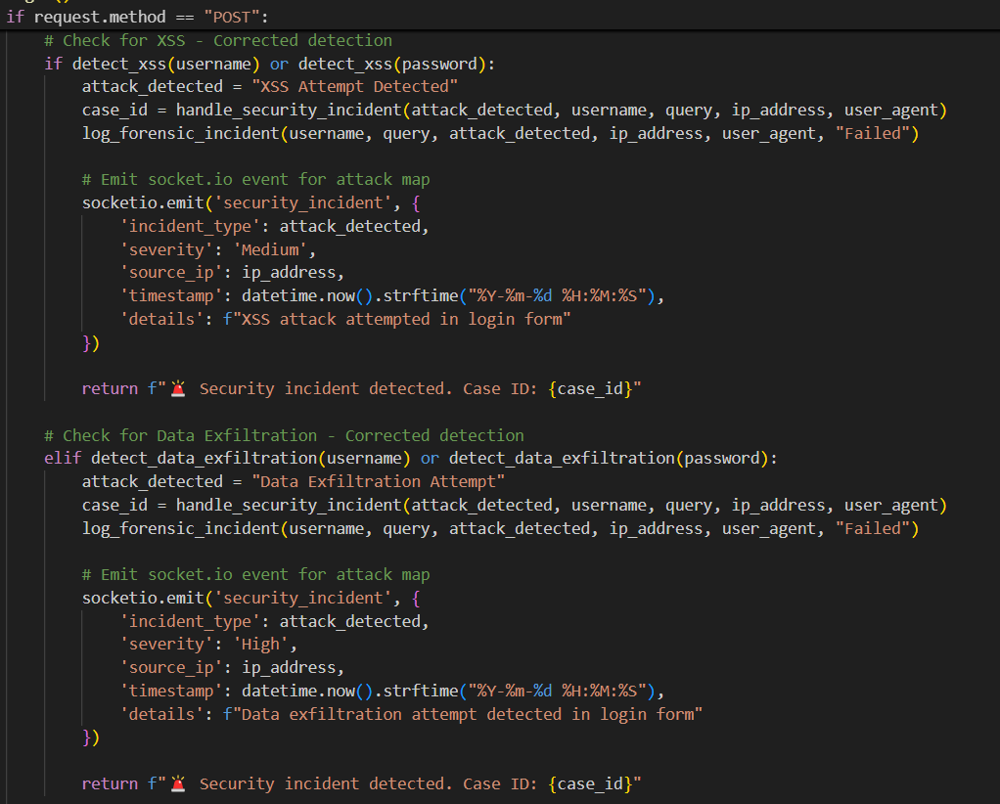 if request.method == "POST":
# Check for XSS - Corrected detection
if detect_xss(username) or detect_xss(password):
attack_detected = "XSS Attempt Detected"
case_id = handle_security_incident(attack_detected, username, query, ip_address, user_agent)
log_forensic_incident(username, query, attack_detected, ip_address, user_agent, "Failed")
# Emit socket.io event for attack map
socketio.emit('security_incident', {
'incident_type': attack_detected,
'severity': 'Medium',
'source_ip': ip_address,
'timestamp': datetime.now().strftime("%Y-%m-%d %H:%M:%S"),
'details': f"XSS attack attempted in login form"
})
return f"🚨 Security incident detected. Case ID: {case_id}"
# Check for Data Exfiltration - Corrected detection
elif detect_data_exfiltration(username) or detect_data_exfiltration(password):
attack_detected = "Data Exfiltration Attempt"
case_id = handle_security_incident(attack_detected, username, query, ip_address, user_agent)
log_forensic_incident(username, query, attack_detected, ip_address, user_agent, "Failed")
# Emit socket.io event for attack map
socketio.emit('security_incident', {
'incident_type': attack_detected,
'severity': 'High',
'source_ip': ip_address,
'timestamp': datetime.now().strftime("%Y-%m-%d %H:%M:%S"),
'details': f"Data exfiltration attempt detected in login form"
})
return f"🚨 Security incident detected. Case ID: {case_id}"